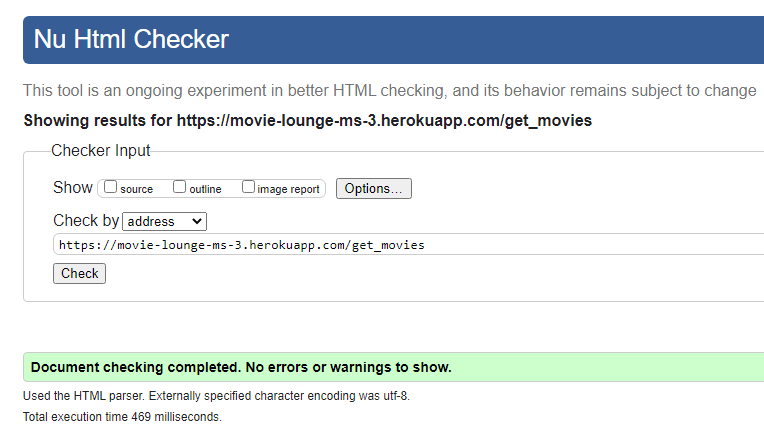 Nu Html Checker
This tool is an ongoing experiment in better HTML checking, and its behavior remains subject to change
Showing results for https://movie-lounge-ms-3.herokuapp.com/get_movies
Checker Input
Show source outline image report Options...
Check by address
https://movie-lounge-ms-3.herokuapp.com/get_movies
Check
Document checking completed. No errors or warnings to show.
Used the HTML parser. Externally specified character encoding was utf-8.
Total execution time 469 milliseconds.